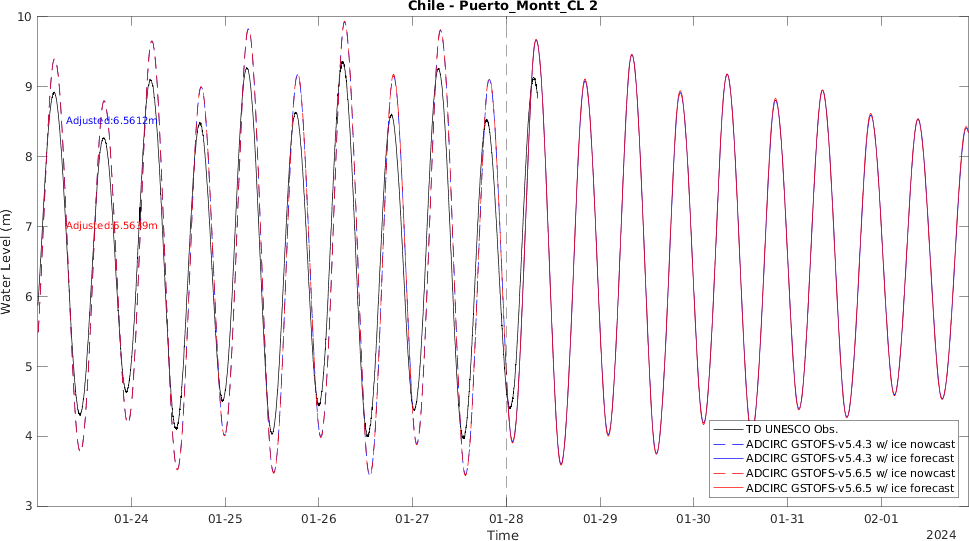 Chile - Puerto_Montt_CL 2
Water Level (m)
10
9
8
7
6
5
4
3
Adjusted:6.5612m
Adjusted:6.5639m
TD UNESCO Obs.
ADCIRC GSTOFS-v5.4.3 w/ ice nowcast
ADCIRC GSTOFS-v5.4.3 w/ ice forecast
ADCIRC GSTOFS-v5.6.5 w/ ice nowcast
ADCIRC GSTOFS-v5.6.5 w/ ice forecast
01-24 01-25 01-26 01-27 01-28 01-29 01-30 01-31 02-01
Time
2024